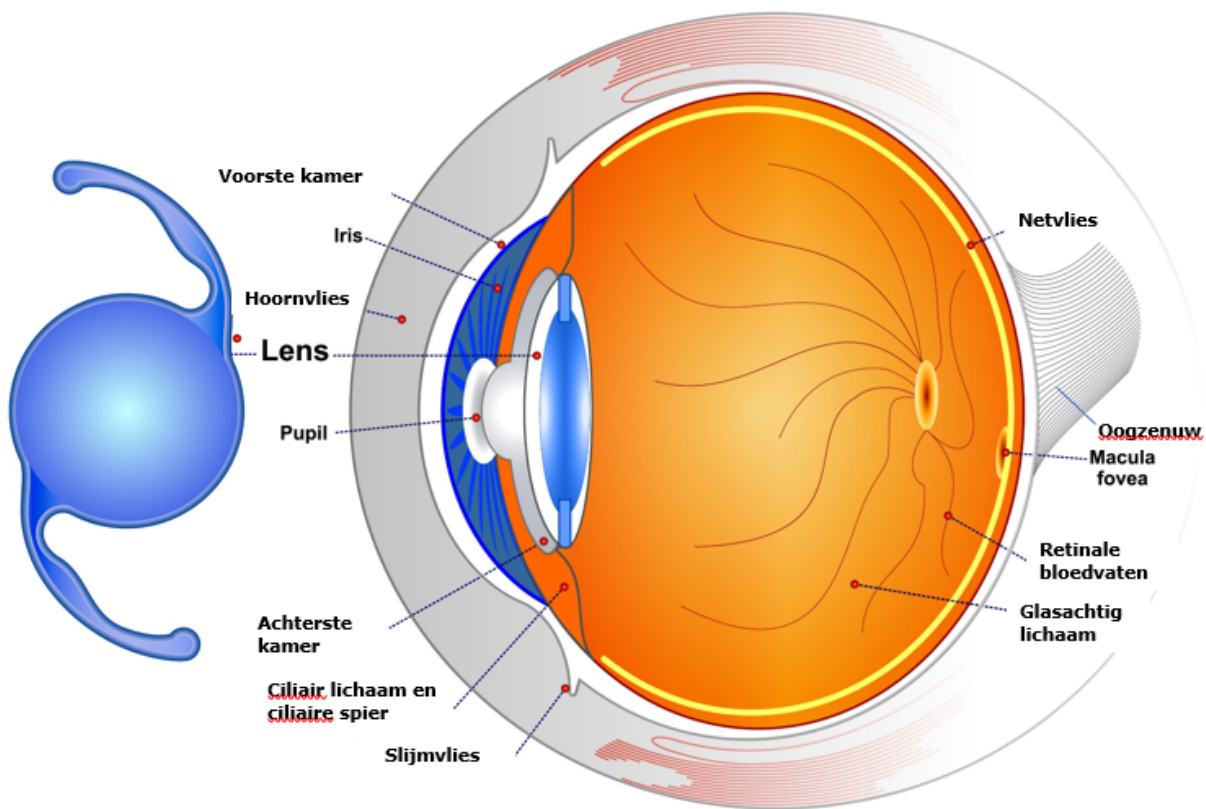 Voorste kamer
Iris
Hoornvlies
Lens
Pupil
Achterste
kamer
Ciliair lichaam en
ciliaire spier
Slijmvlies
Netvlies
Oogzenuw
Macula
fovea
Retinale
bloedvaten
Glasachtig
lichaam